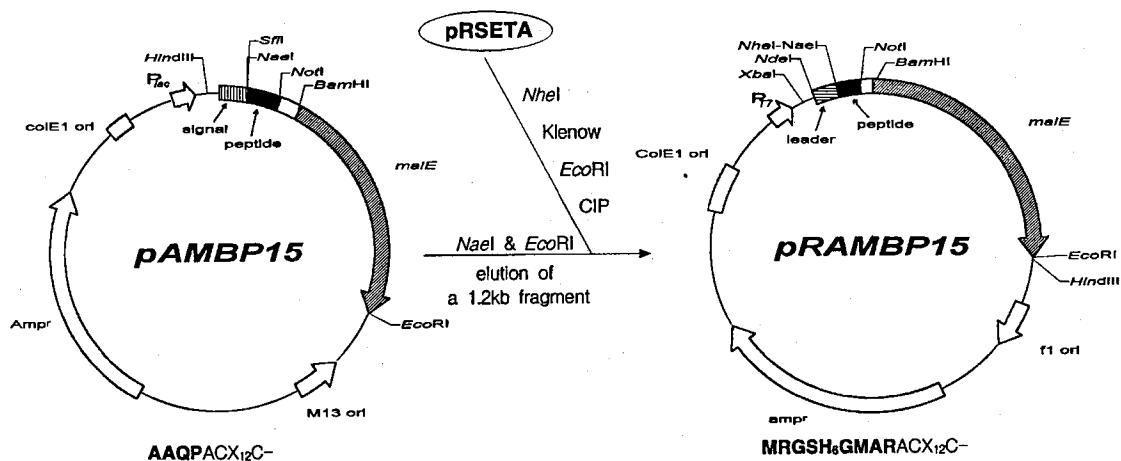 pRSETA
SfiI
HindIII
NaeI
NotI
BamHI
Plac
colE1 ori
signal
peptide
malE
pAMBP15
Ampr
EcoRI
M13 ori
AAQPACX₁₂C–
NheI
Klenow
EcoRI
CIP
NaeI & EcoRI
elution of
a 1.2kb fragment
NheI-NaeI
NotI
NdeI
BamHI
XbaI
PT7
leader
peptide
malE
ColE1 ori
pRAMBP15
EcoRI
HindIII
f1 ori
ampr
MRGSH₆GMARACX₁₂C–